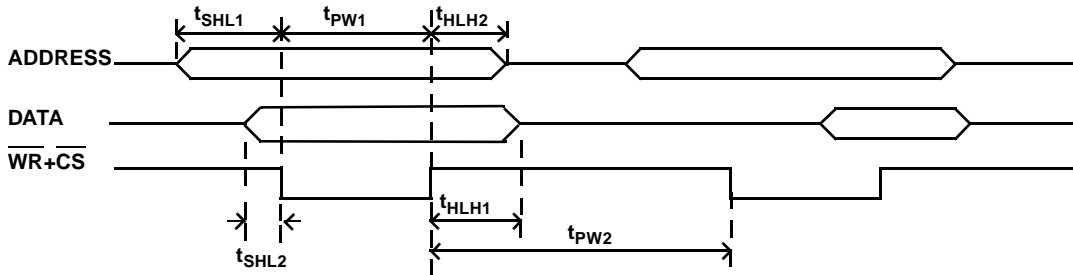 tSHL1 tPW1 tHLH2
ADDRESS
DATA
WR+CS
tHLH1
tPW2
tSHL2